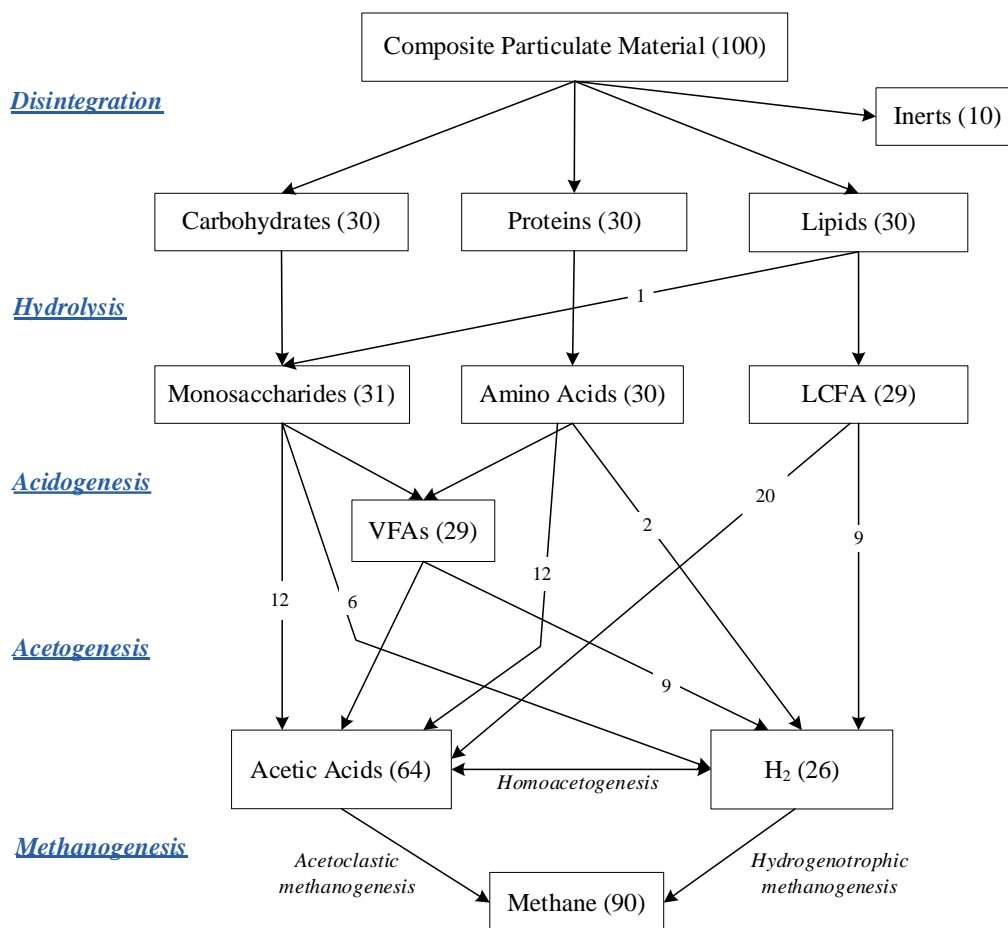 Composite Particulate Material (100)
Disintegration
Inerts (10)
Carbohydrates (30)
Proteins (30)
Lipids (30)
Hydrolysis
1
Monosaccharides (31)
Amino Acids (30)
LCFA (29)
Acidogenesis
20
VFAs (29)
2
9
12
12
6
Acetogenesis
9
Acetic Acids (64)
Homoacetogenesis
H₂ (26)
Methanogenesis
Acetoclastic
methanogenesis
Hydrogenotrophic
methanogenesis
Methane (90)